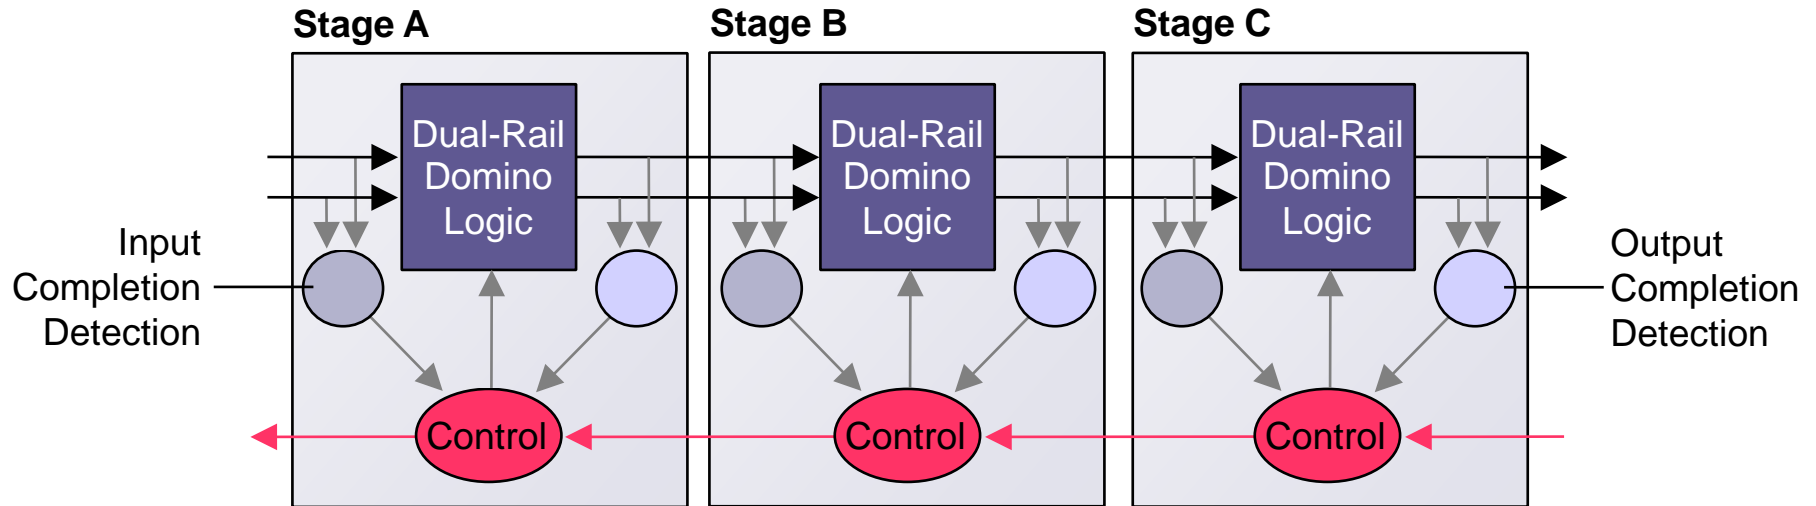 Stage A
Stage B
Stage C
Dual-Rail
Domino
Logic
Dual-Rail
Domino
Logic
Dual-Rail
Domino
Logic
Input
Completion
Detection
Output
Completion
Detection
Control
Control
Control